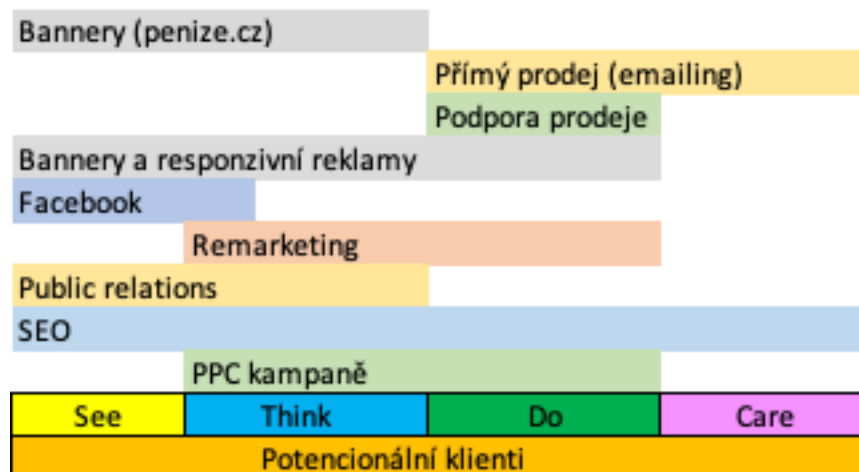 Bannery (penize.cz)
Přímý prodej (emailing)
Podpora prodeje
Bannery a responzivní reklamy
Facebook
Remarketing
Public relations
SEO
PPC kampaně
See Think Do Care
Potencionální klienti